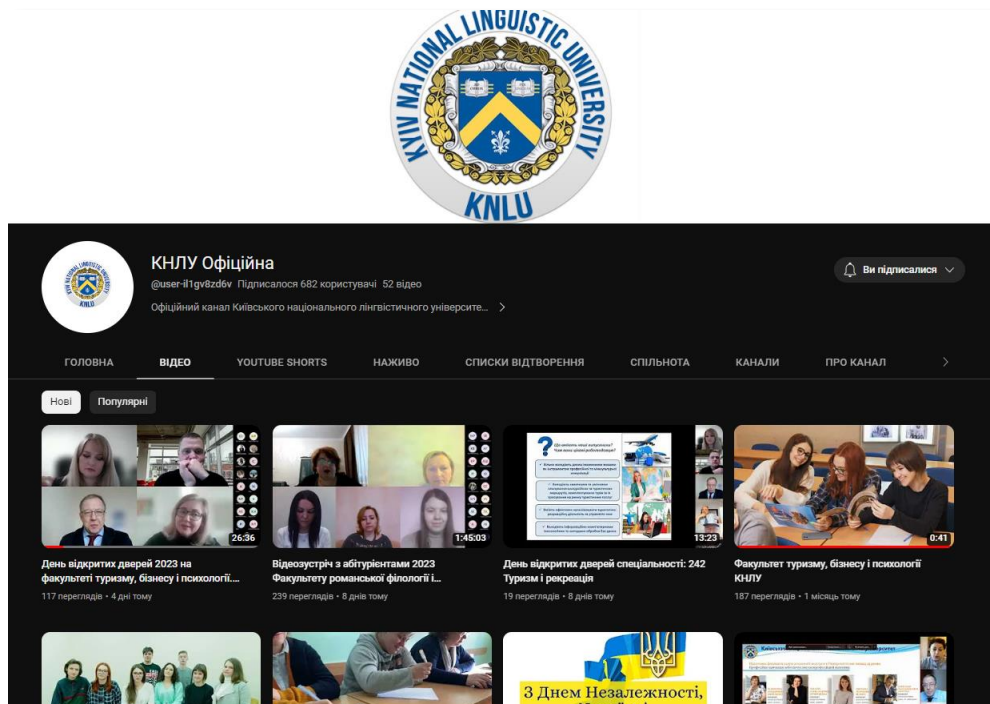 KYIV NATIONAL LINGUISTIC UNIVERSITY
KNLU
КНЛУ Офіційна
@user-il1gv8zd6v Підписалося 682 користувачі 52 відео
Офіційний канал Київського національного лінгвістичного університе...
Ви підписалися
ГОЛОВНА ВІДЕО YOUTUBE SHORTS НАЖИВО СПИСКИ ВІДТВОРЕННЯ СПІЛЬНОТА КАНАЛИ ПРО КАНАЛ
Нові Популярні
26:36
1:45:03
13:23
0:41
День відкритих дверей 2023 на
факультеті туризму, бізнесу і психології....
117 переглядів • 4 дні тому
Відеозустріч з абітурієнтами 2023
Факультету романської філології і...
239 переглядів • 8 днів тому
День відкритих дверей спеціальності: 242
Туризм і рекреація
19 переглядів • 8 днів тому
Факультет туризму, бізнесу і психології
КНЛУ
187 переглядів • 1 місяць тому
З Днем Незалежності,